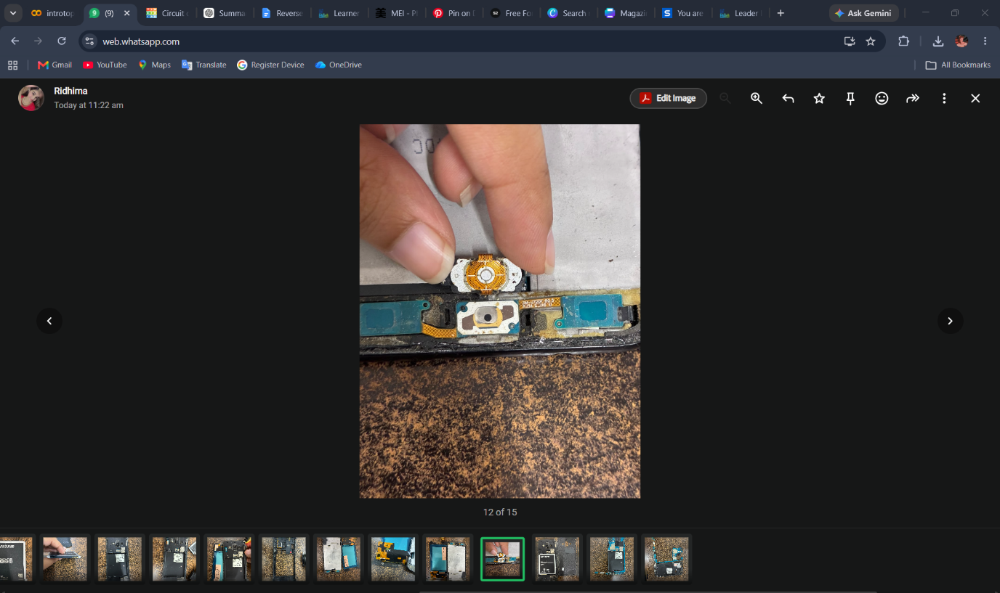 introtop
9
(9)
Circuit
Summa
Reverse
Learner
MEI - P
Pin on
S2
Free Fo
Search
Magazi
S
You are
Leader
Ask Gemini
web.whatsapp.com
Gmail
YouTube
Maps
Translate
Register Device
OneDrive
All Bookmarks
Ridhima
Today at 11:22 am
Edit Image
12 of 15